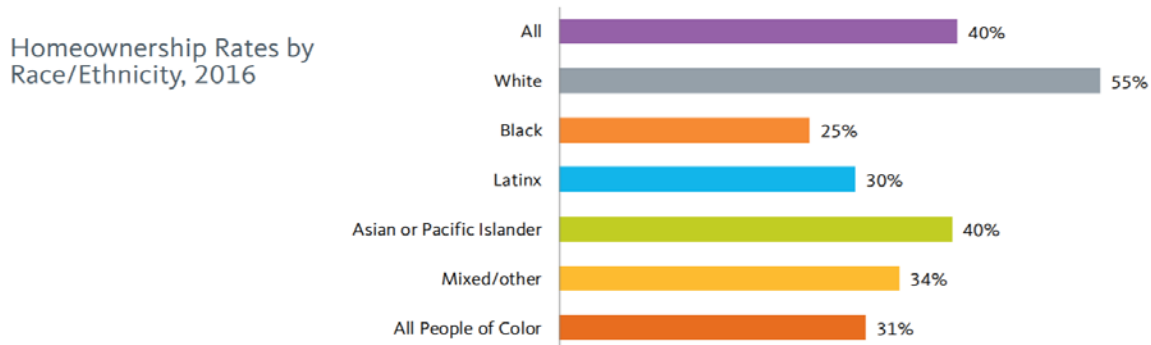 Homeownership Rates by
Race/Ethnicity, 2016
All 40%
White 55%
Black 25%
Latinx 30%
Asian or Pacific Islander 40%
Mixed/other 34%
All People of Color 31%